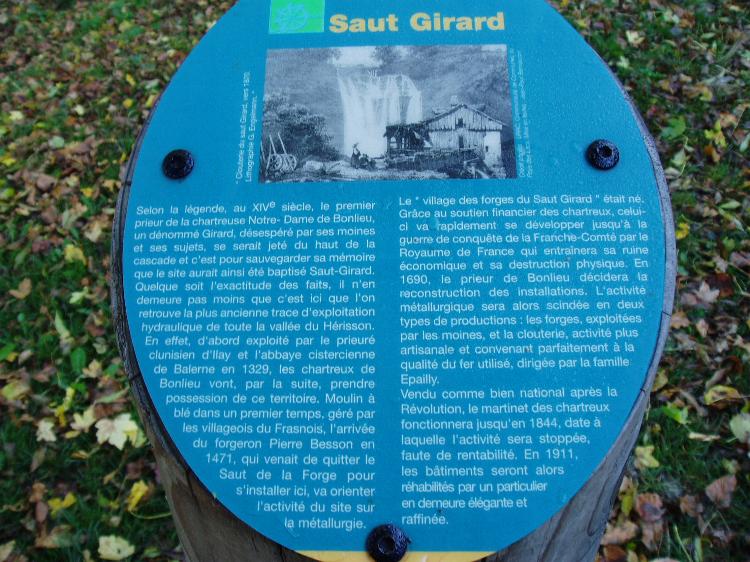 Saut Girard
" Clouterie du saut Girard, vers 1820,
Lithographie G. Engelmann, "
Selon la légende, au XIVe siècle, le premier
prieur de la chartreuse Notre- Dame de Bonlieu,
un dénommé Girard, désespéré par ses moines
et ses sujets, se serait jeté du haut de la
cascade et c'est pour sauvegarder sa mémoire
que le site aurait ainsi été baptisé Saut-Girard.
Quelque soit l'exactitude des faits, il n'en
demeure pas moins que c'est ici que l'on
retrouve la plus ancienne trace d'exploitation
hydraulique de toute la vallée du Hérisson.
En effet, d'abord exploité par le prieuré
clunisien d'Ilay et l'abbaye cistercienne
de Balerne en 1329, les chartreux de
Bonlieu vont, par la suite, prendre
possession de ce territoire. Moulin à
blé dans un premier temps, géré par
les villageois du Frasnois, l'arrivée
du forgeron Pierre Besson en
1471, qui venait de quitter le
Saut de la Forge pour
s'installer ici, va orienter
l'activité du site sur
la métallurgie.
Le " village des forges du Saut Girard " était né.
Grâce au soutien financier des chartreux, celui-
ci va rapidement se développer jusqu'à la
guerre de conquête de la Franche-Comté par le
Royaume de France qui entraînera sa ruine
économique et sa destruction physique. En
1690, le prieur de Bonlieu décidera la
reconstruction des installations. L'activité
métallurgique sera alors scindée en deux
types de productions : les forges, exploitées
par les moines, et la clouterie, activité plus
artisanale et convenant parfaitement à la
qualité du fer utilisé, dirigée par la famille
Epailly.
Vendu comme bien national après la
Révolution, le martinet des chartreux
fonctionnera jusqu'en 1844, date à
laquelle l'activité sera stoppée,
faute de rentabilité. En 1911,
les bâtiments seront alors
réhabilités par un particulier
en demeure élégante et
raffinée.